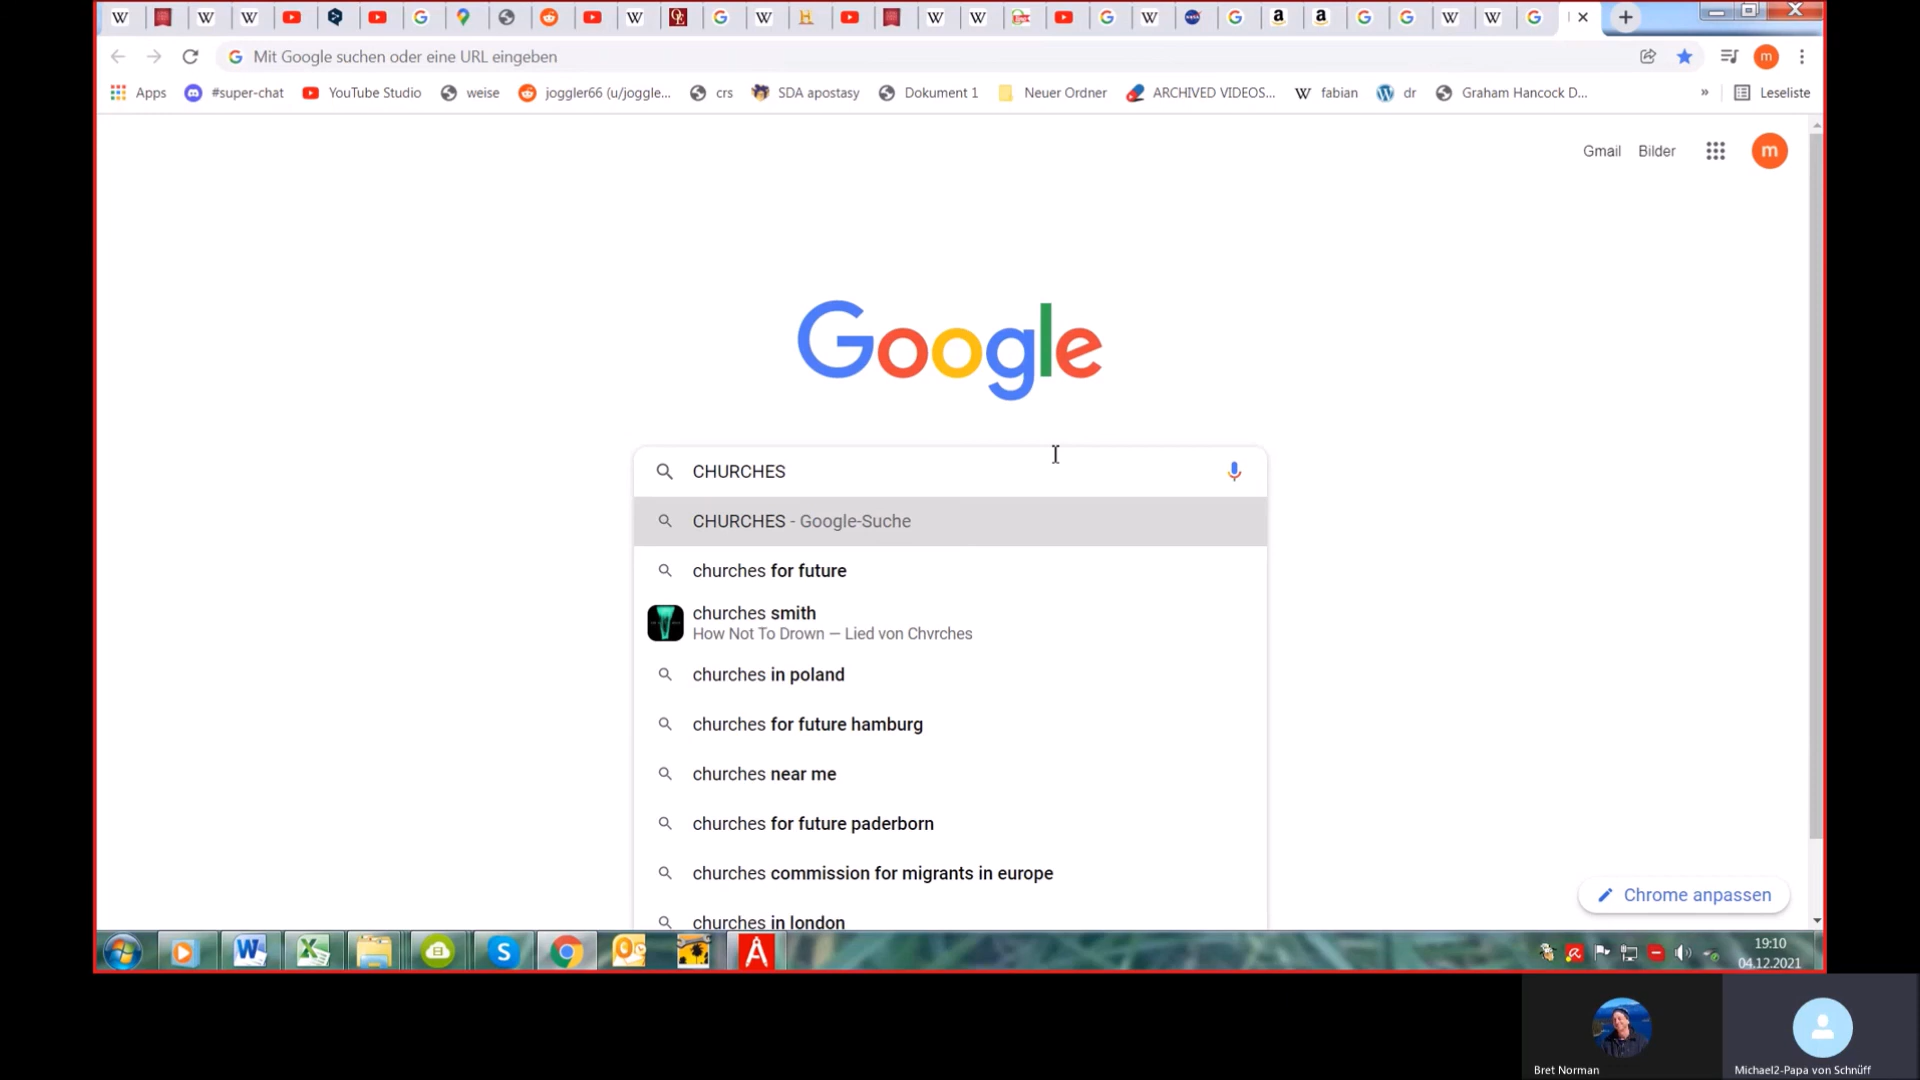 Mit Google suchen oder eine URL eingeben
m
Apps
#super-chat
YouTube Studio
weise
joggler66 (u/joggle...
crs
SDA apostasy
Dokument 1
Neuer Ordner
ARCHIVED VIDEOS...
W
fabian
dr
Graham Hancock D...
»
Leseliste
Gmail
Bilder
m
Google
CHURCHES
CHURCHES - Google-Suche
churches for future
churches smith
How Not To Drown — Lied von Chvrches
churches in poland
churches for future hamburg
churches near me
churches for future paderborn
churches commission for migrants in europe
churches in london
Chrome anpassen
19:10
04.12.2021
Bret Norman
Michael2-Papa von Schnüff